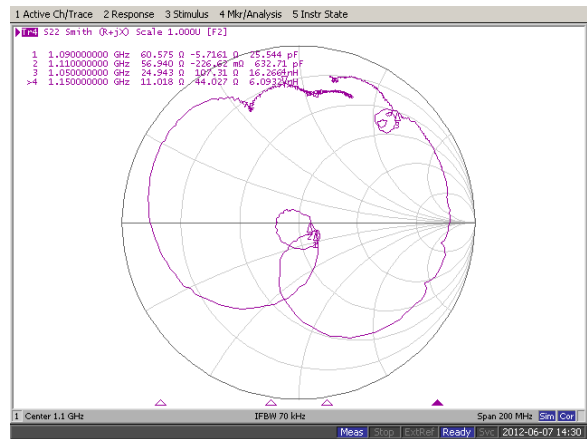 1 Active Ch/Trace 2 Response 3 Stimulus 4 Mkr/Analysis 5 Instr State
Tr4 S22 Smith (R+jX) Scale 1.000U [F2]
1 1.090000000 GHz 60.575 Ω -5.7161 Ω 25.544 pF
2 1.110000000 GHz 56.940 Ω -226.62 mΩ 632.71 pF
3 1.050000000 GHz 24.943 Ω 107.31 Ω 16.266 nH
>4 1.150000000 GHz 11.018 Ω 44.027 Ω 6.0932 nH
1 Center 1.1 GHz IFBW 70 kHz Span 200 MHz Sim Cor
Meas Stop ExtRef Ready Svc 2012-06-07 14:30